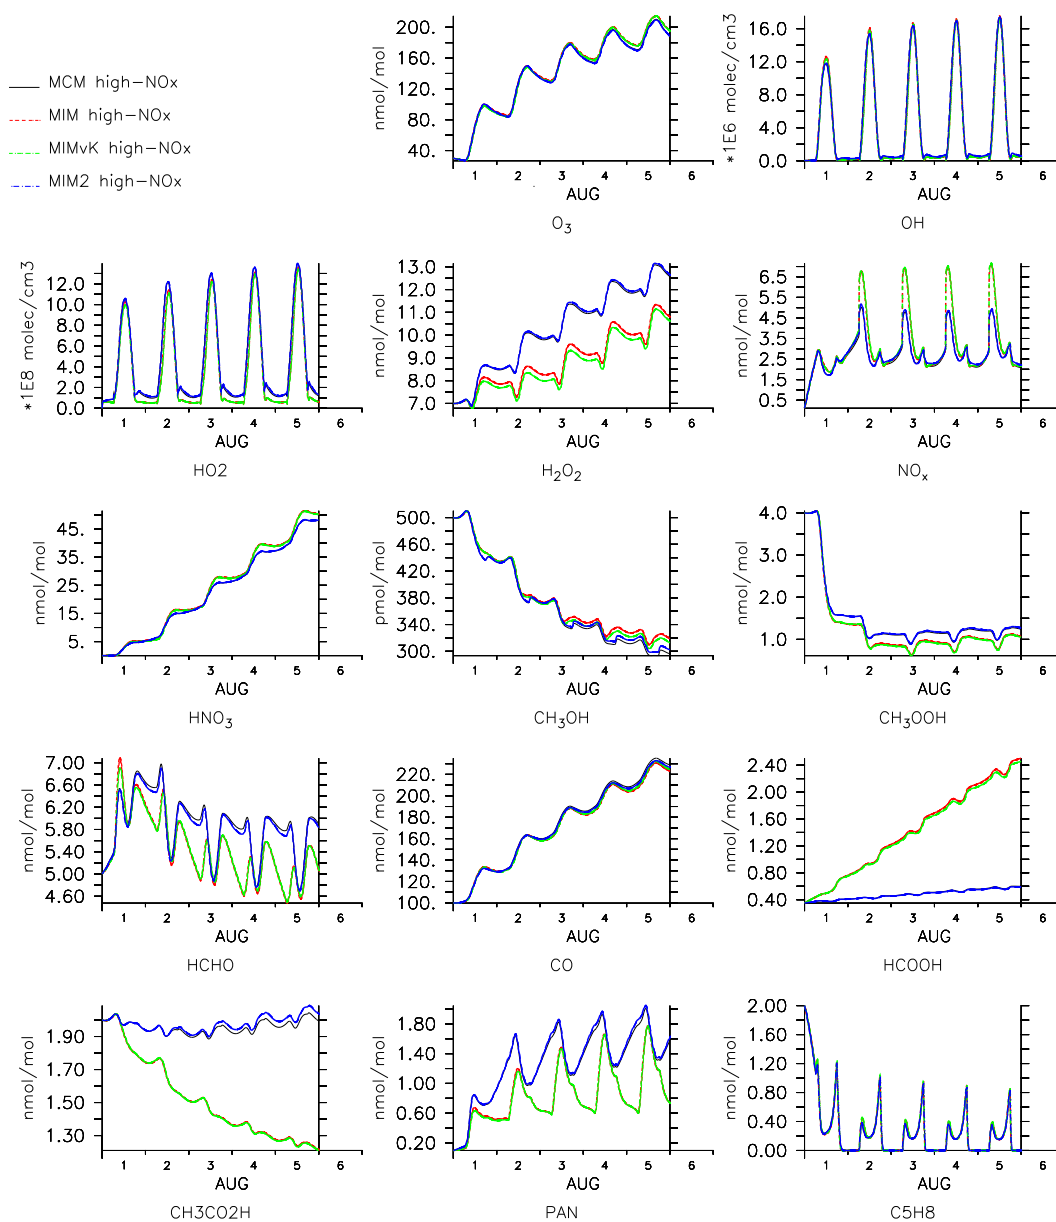 MCM high-NOx
MIM high-NOx
MIMvK high-NOx
MIM2 high-NOx
nmol/mol
200.
160.
120.
80.
40.
1 2 3 4 5 6
AUG
O3
*1E6 molec/cm3
16.0
12.0
8.0
4.0
0.0
1 2 3 4 5 6
AUG
OH
*1E8 molec/cm3
12.0
10.0
8.0
6.0
4.0
2.0
0.0
1 2 3 4 5 6
AUG
HO2
nmol/mol
13.0
12.0
11.0
10.0
9.0
8.0
7.0
1 2 3 4 5 6
AUG
H2O2
nmol/mol
6.5
5.5
4.5
3.5
2.5
1.5
0.5
1 2 3 4 5 6
AUG
NOx
nmol/mol
45.
35.
25.
15.
5.
1 2 3 4 5 6
AUG
HNO3
pmol/mol
500.
460.
420.
380.
340.
300.
1 2 3 4 5 6
AUG
CH3OH
nmol/mol
4.0
3.0
2.0
1.0
1 2 3 4 5 6
AUG
CH3OOH
nmol/mol
7.00
6.60
6.20
5.80
5.40
5.00
4.60
1 2 3 4 5 6
AUG
HCHO
nmol/mol
220.
200.
180.
160.
140.
120.
100.
1 2 3 4 5 6
AUG
CO
nmol/mol
2.40
2.00
1.60
1.20
0.80
0.40
1 2 3 4 5 6
AUG
HCOOH
nmol/mol
1.90
1.70
1.50
1.30
1 2 3 4 5 6
AUG
CH3CO2H
nmol/mol
1.80
1.40
1.00
0.60
0.20
1 2 3 4 5 6
AUG
PAN
nmol/mol
2.00
1.60
1.20
0.80
0.40
0.00
1 2 3 4 5 6
AUG
C5H8